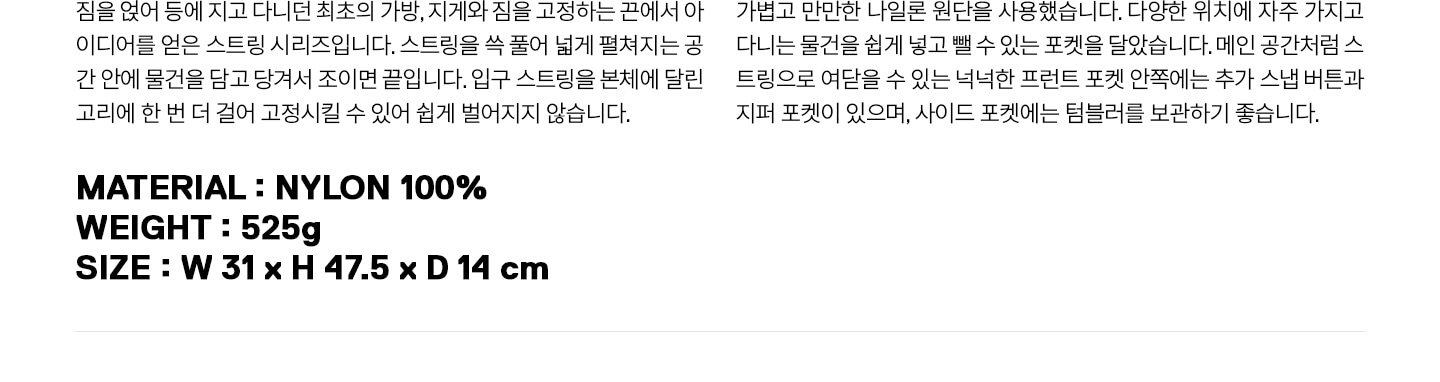 짐을 얹어 등에 지고 다니던 최초의 가방, 지게와 짐을 고정하는 끈에서 아
이디어를 얻은 스트링 시리즈입니다. 스트링을 쓱 풀어 넓게 펼쳐지는 공
간 안에 물건을 담고 당겨서 조이면 끝입니다. 입구 스트링을 본체에 달린
고리에 한 번 더 걸어 고정시킬 수 있어 쉽게 벌어지지 않습니다.
가볍고 만만한 나일론 원단을 사용했습니다. 다양한 위치에 자주 가지고
다니는 물건을 쉽게 넣고 뺄 수 있는 포켓을 달았습니다. 메인 공간처럼 스
트링으로 여닫을 수 있는 넉넉한 프런트 포켓 안쪽에는 추가 스냅 버튼과
지퍼 포켓이 있으며, 사이드 포켓에는 텀블러를 보관하기 좋습니다.
MATERIAL : NYLON 100%
WEIGHT : 525g
SIZE : W 31 x H 47.5 x D 14 cm